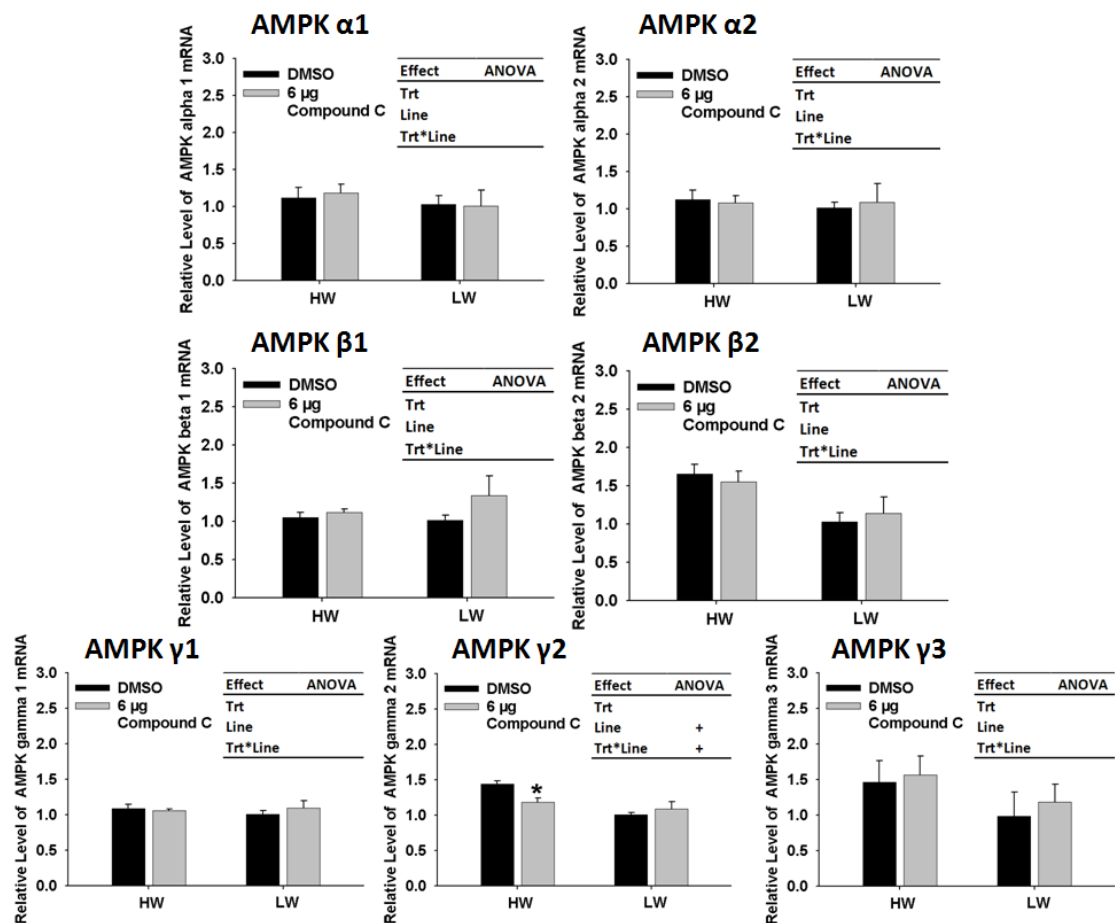 AMPK α1
Relative Level of AMPK alpha 1 mRNA
3.0
2.5
2.0
1.5
1.0
0.5
0.0
DMSO
6 µg
Compound C
Effect ANOVA
Trt
Line
Trt*Line
HW LW
AMPK α2
Relative Level of AMPK alpha 2 mRNA
3.0
2.5
2.0
1.5
1.0
0.5
0.0
DMSO
6 µg
Compound C
Effect ANOVA
Trt
Line
Trt*Line
HW LW
AMPK β1
Relative Level of AMPK beta 1 mRNA
3.0
2.5
2.0
1.5
1.0
0.5
0.0
DMSO
6 µg
Compound C
Effect ANOVA
Trt
Line
Trt*Line
HW LW
AMPK β2
Relative Level of AMPK beta 2 mRNA
3.0
2.5
2.0
1.5
1.0
0.5
0.0
DMSO
6 µg
Compound C
Effect ANOVA
Trt
Line
Trt*Line
HW LW
AMPK γ1
Relative Level of AMPK gamma 1 mRNA
3.0
2.5
2.0
1.5
1.0
0.5
0.0
DMSO
6 µg
Compound C
Effect ANOVA
Trt
Line
Trt*Line
HW LW
AMPK γ2
Relative Level of AMPK gamma 2 mRNA
3.0
2.5
2.0
1.5
1.0
0.5
0.0
DMSO
6 µg
Compound C
Effect ANOVA
Trt
Line +
Trt*Line +
*
HW LW
AMPK γ3
Relative Level of AMPK gamma 3 mRNA
3.0
2.5
2.0
1.5
1.0
0.5
0.0
DMSO
6 µg
Compound C
Effect ANOVA
Trt
Line
Trt*Line
HW LW